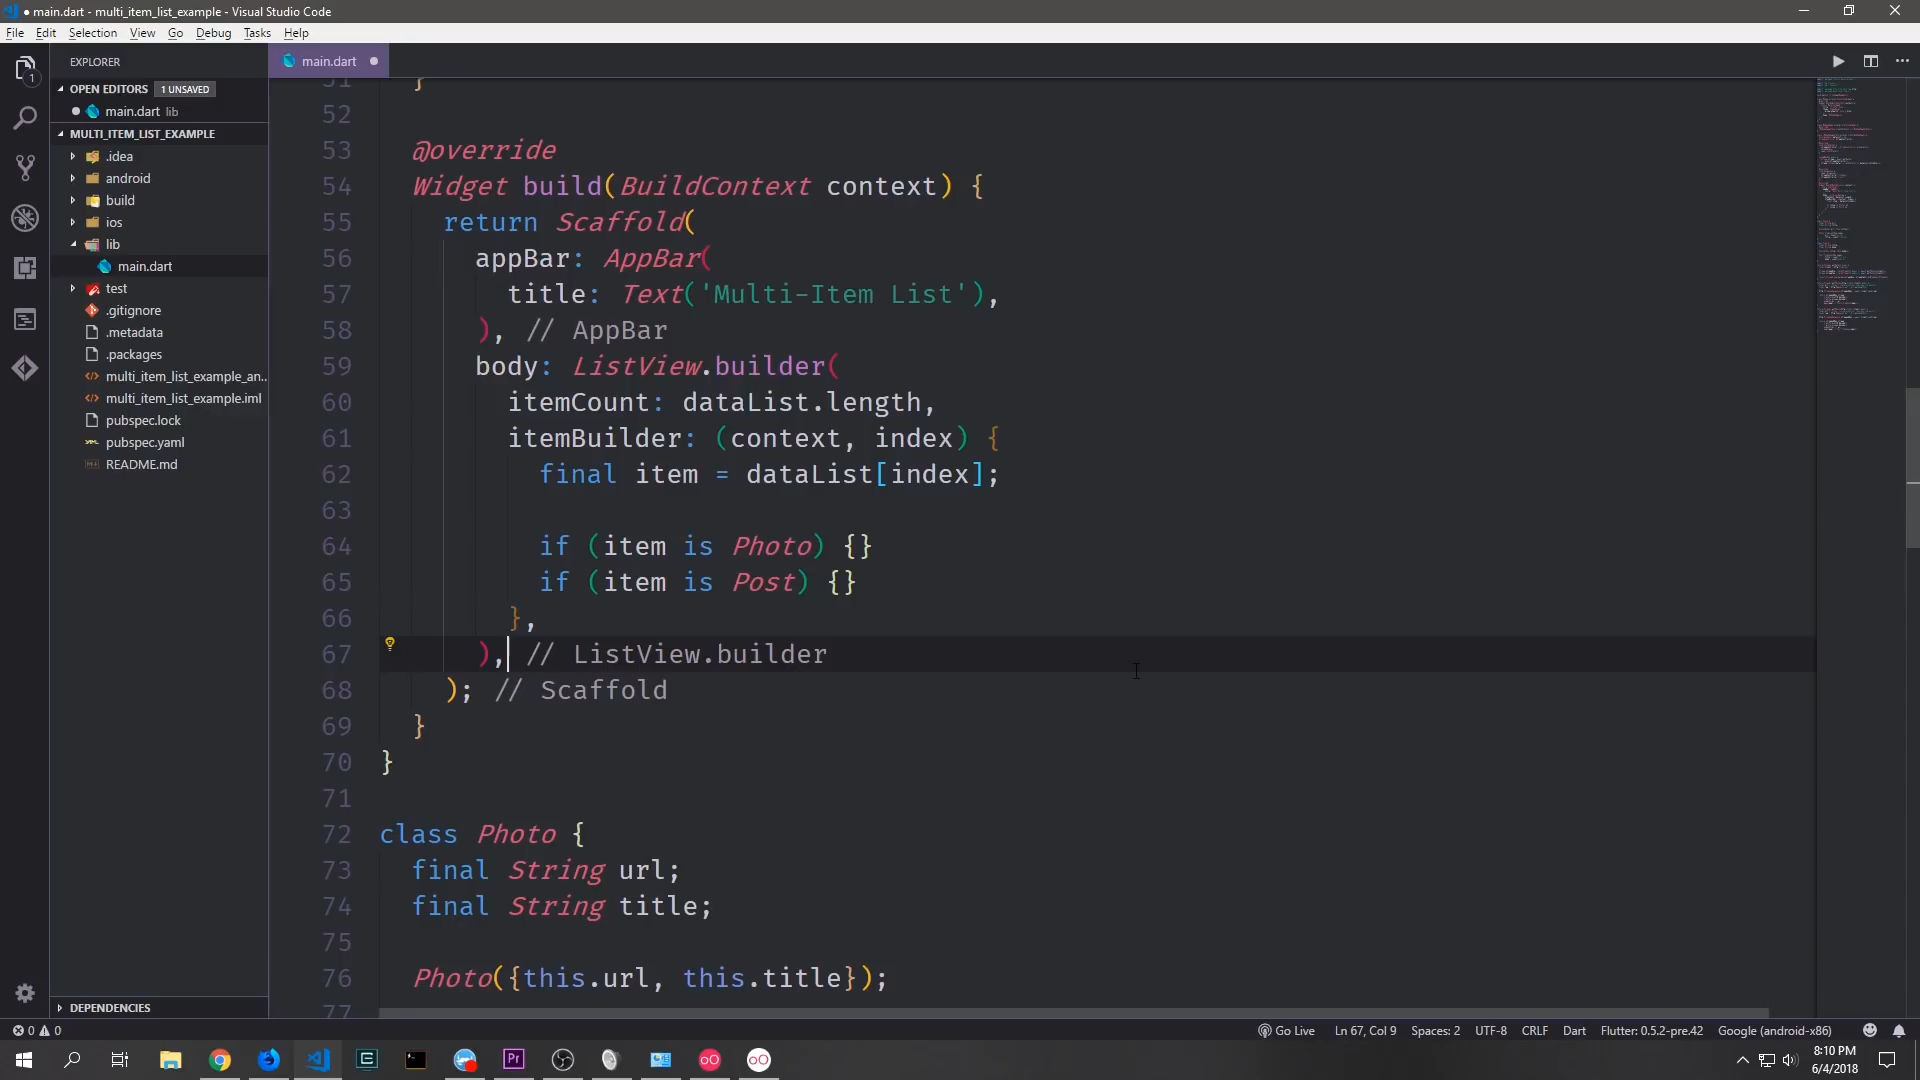 ● main.dart - multi_item_list_example - Visual Studio Code
File Edit Selection View Go Debug Tasks Help
EXPLORER
OPEN EDITORS 1 UNSAVED
main.dart lib
MULTI_ITEM_LIST_EXAMPLE
.idea
android
build
ios
lib
main.dart
test
.gitignore
.metadata
.packages
multi_item_list_example_an..
multi_item_list_example.iml
pubspec.lock
pubspec.yaml
README.md
DEPENDENCIES
main.dart
51 }
52
53 @override
54 Widget build(BuildContext context) {
55 return Scaffold(
56 appBar: AppBar(
57 title: Text('Multi-Item List'),
58 ), // AppBar
59 body: ListView.builder(
60 itemCount: dataList.length,
61 itemBuilder: (context, index) {
62 final item = dataList[index];
63
64 if (item is Photo) {}
65 if (item is Post) {}
66 },
67 ), // ListView.builder
68 ); // Scaffold
69 }
70 }
71
72 class Photo {
73 final String url;
74 final String title;
75
76 Photo({this.url, this.title});
77
0 0 Go Live Ln 67, Col 9 Spaces: 2 UTF-8 CRLF Dart Flutter: 0.5.2-pre.42 Google (android-x86)
8:10 PM
6/4/2018